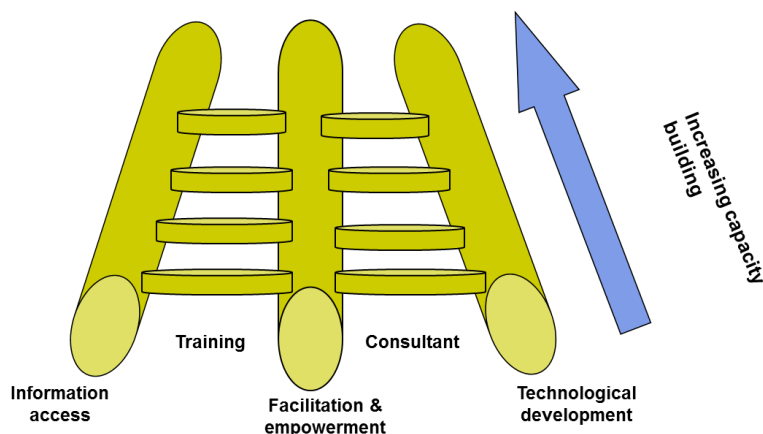 Increasing capacity
building
Training
Consultant
Information
access
Facilitation &
empowerment
Technological
development